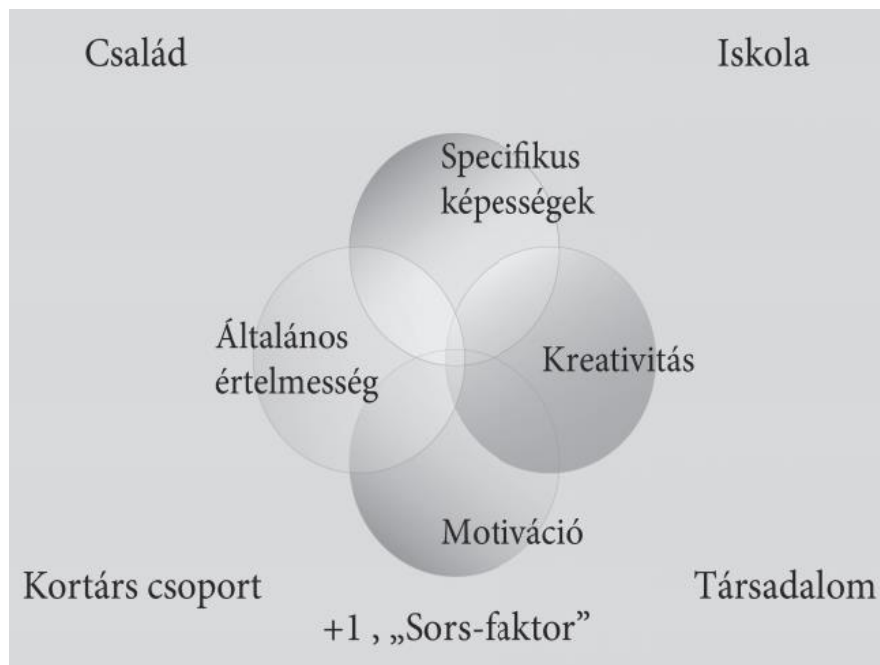 Család
Iskola
Specifikus
képességek
Általános
értelmesség
Kreativitás
Motiváció
Kortárs csoport
Társadalom
+1 , „Sors-faktor”